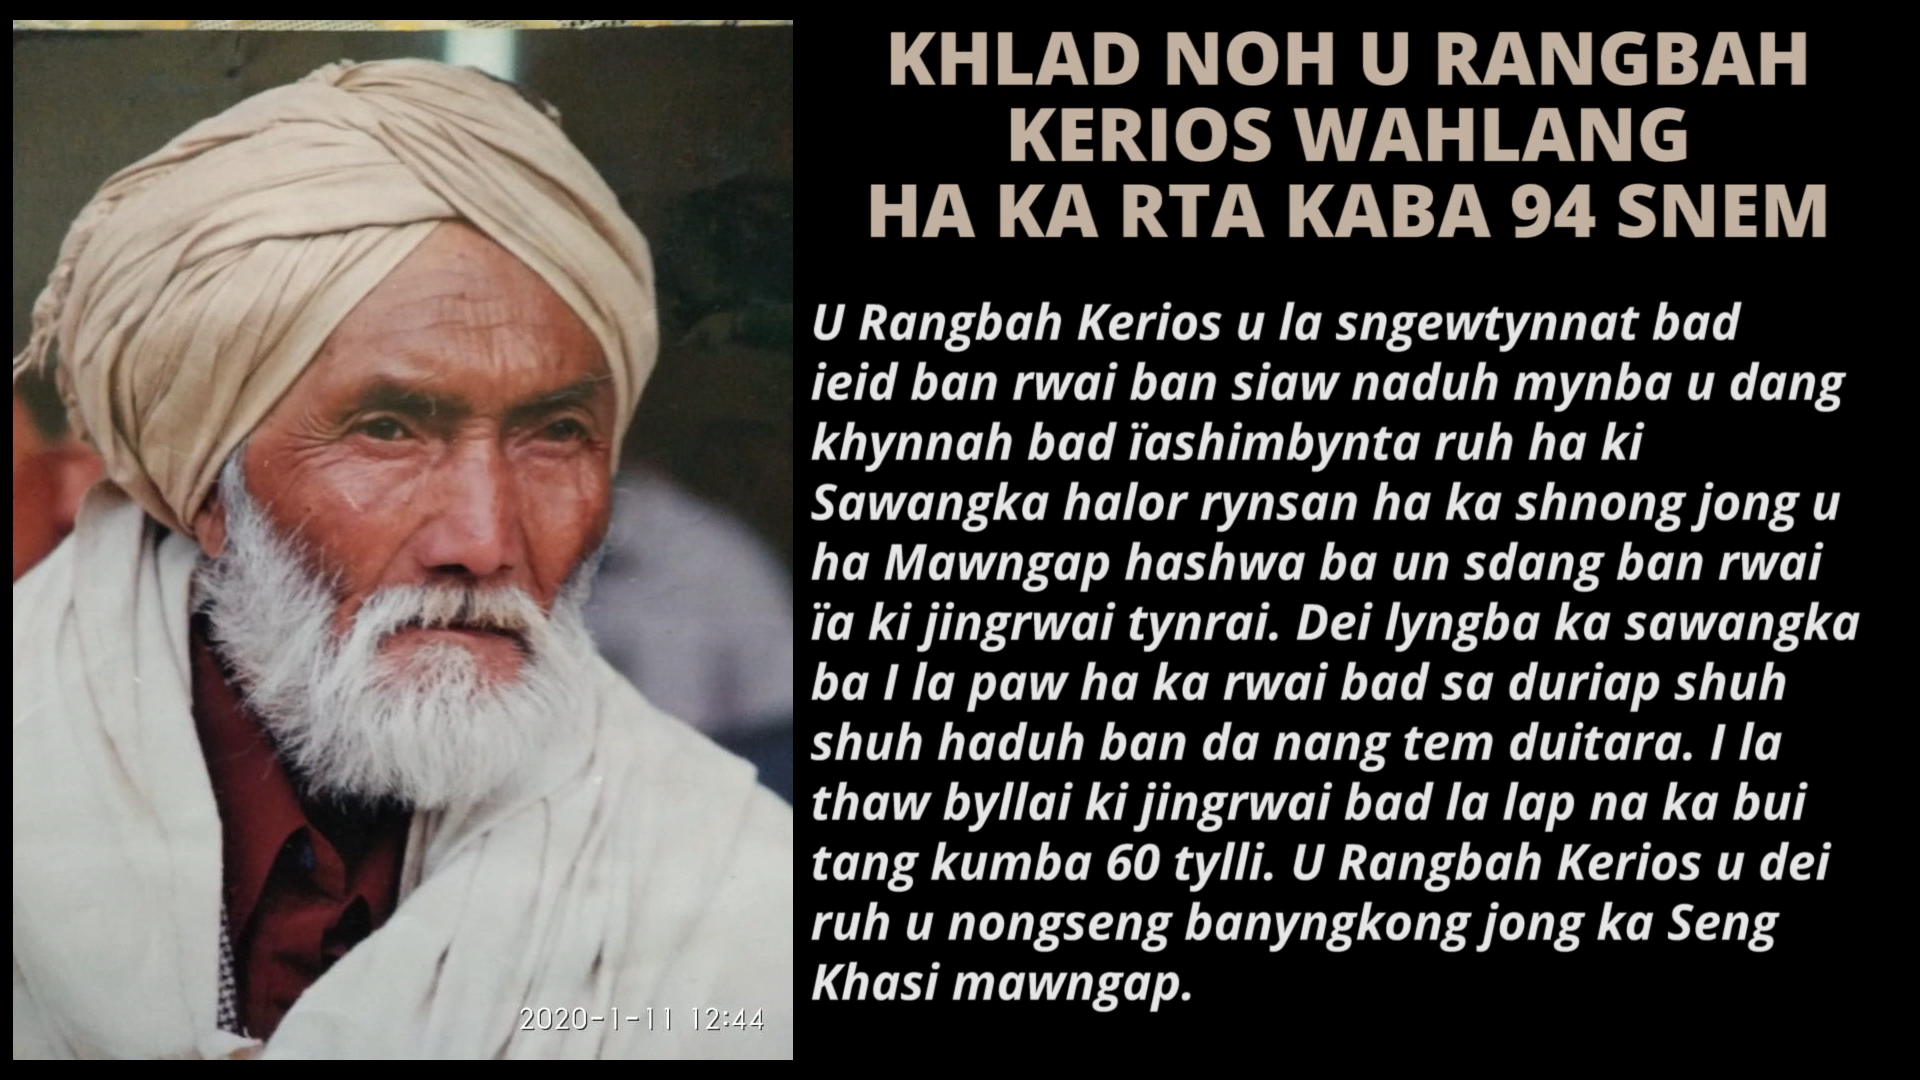 KHLAD NOH U RANGBAH
KERIOS WAHLANG
HA KA RTA KABA 94 SNEM
U Rangbah Kerios u la sngewtynnat bad
ieid ban rwai ban siaw naduh mynba u dang
khynnah bad ïashimbynta ruh ha ki
Sawangka halor rynsan ha ka shnong jong u
ha Mawngap hashwa ba un sdang ban rwai
ïa ki jingrwai tynrai. Dei lyngba ka sawangka
ba I la paw ha ka rwai bad sa duriap shuh
shuh haduh ban da nang tem duitara. I la
thaw byllai ki jingrwai bad la lap na ka bui
tang kumba 60 tylli. U Rangbah Kerios u dei
ruh u nongseng banyngkong jong ka Seng
Khasi mawngap.
2020-1-11 12:44